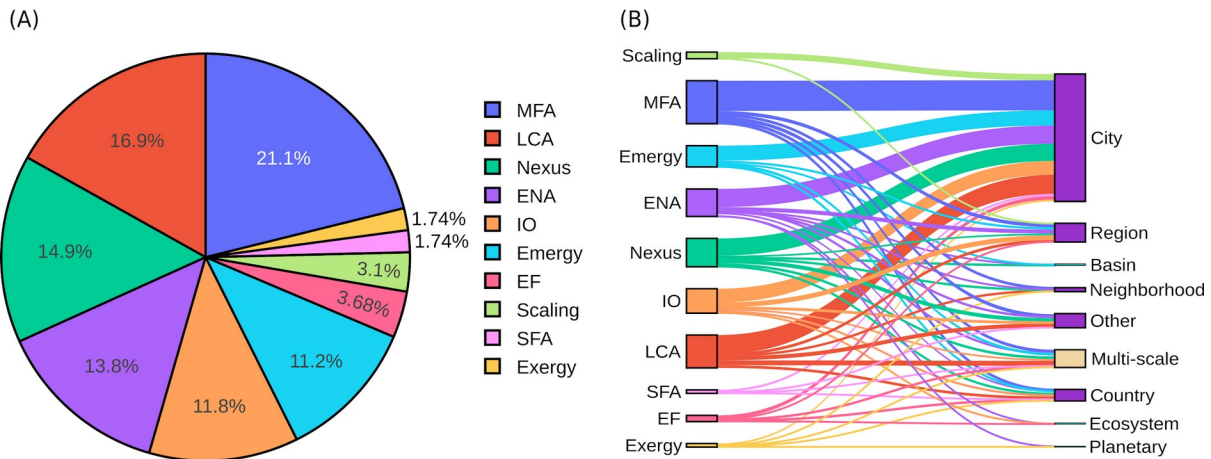 (A)
21.1%
16.9%
14.9%
13.8%
11.8%
11.2%
3.68%
3.1%
1.74%
1.74%
MFA
LCA
Nexus
ENA
IO
Emergy
EF
Scaling
SFA
Exergy
(B)
Scaling
MFA
Emergy
ENA
Nexus
IO
LCA
SFA
EF
Exergy
City
Region
Basin
Neighborhood
Other
Multi-scale
Country
Ecosystem
Planetary